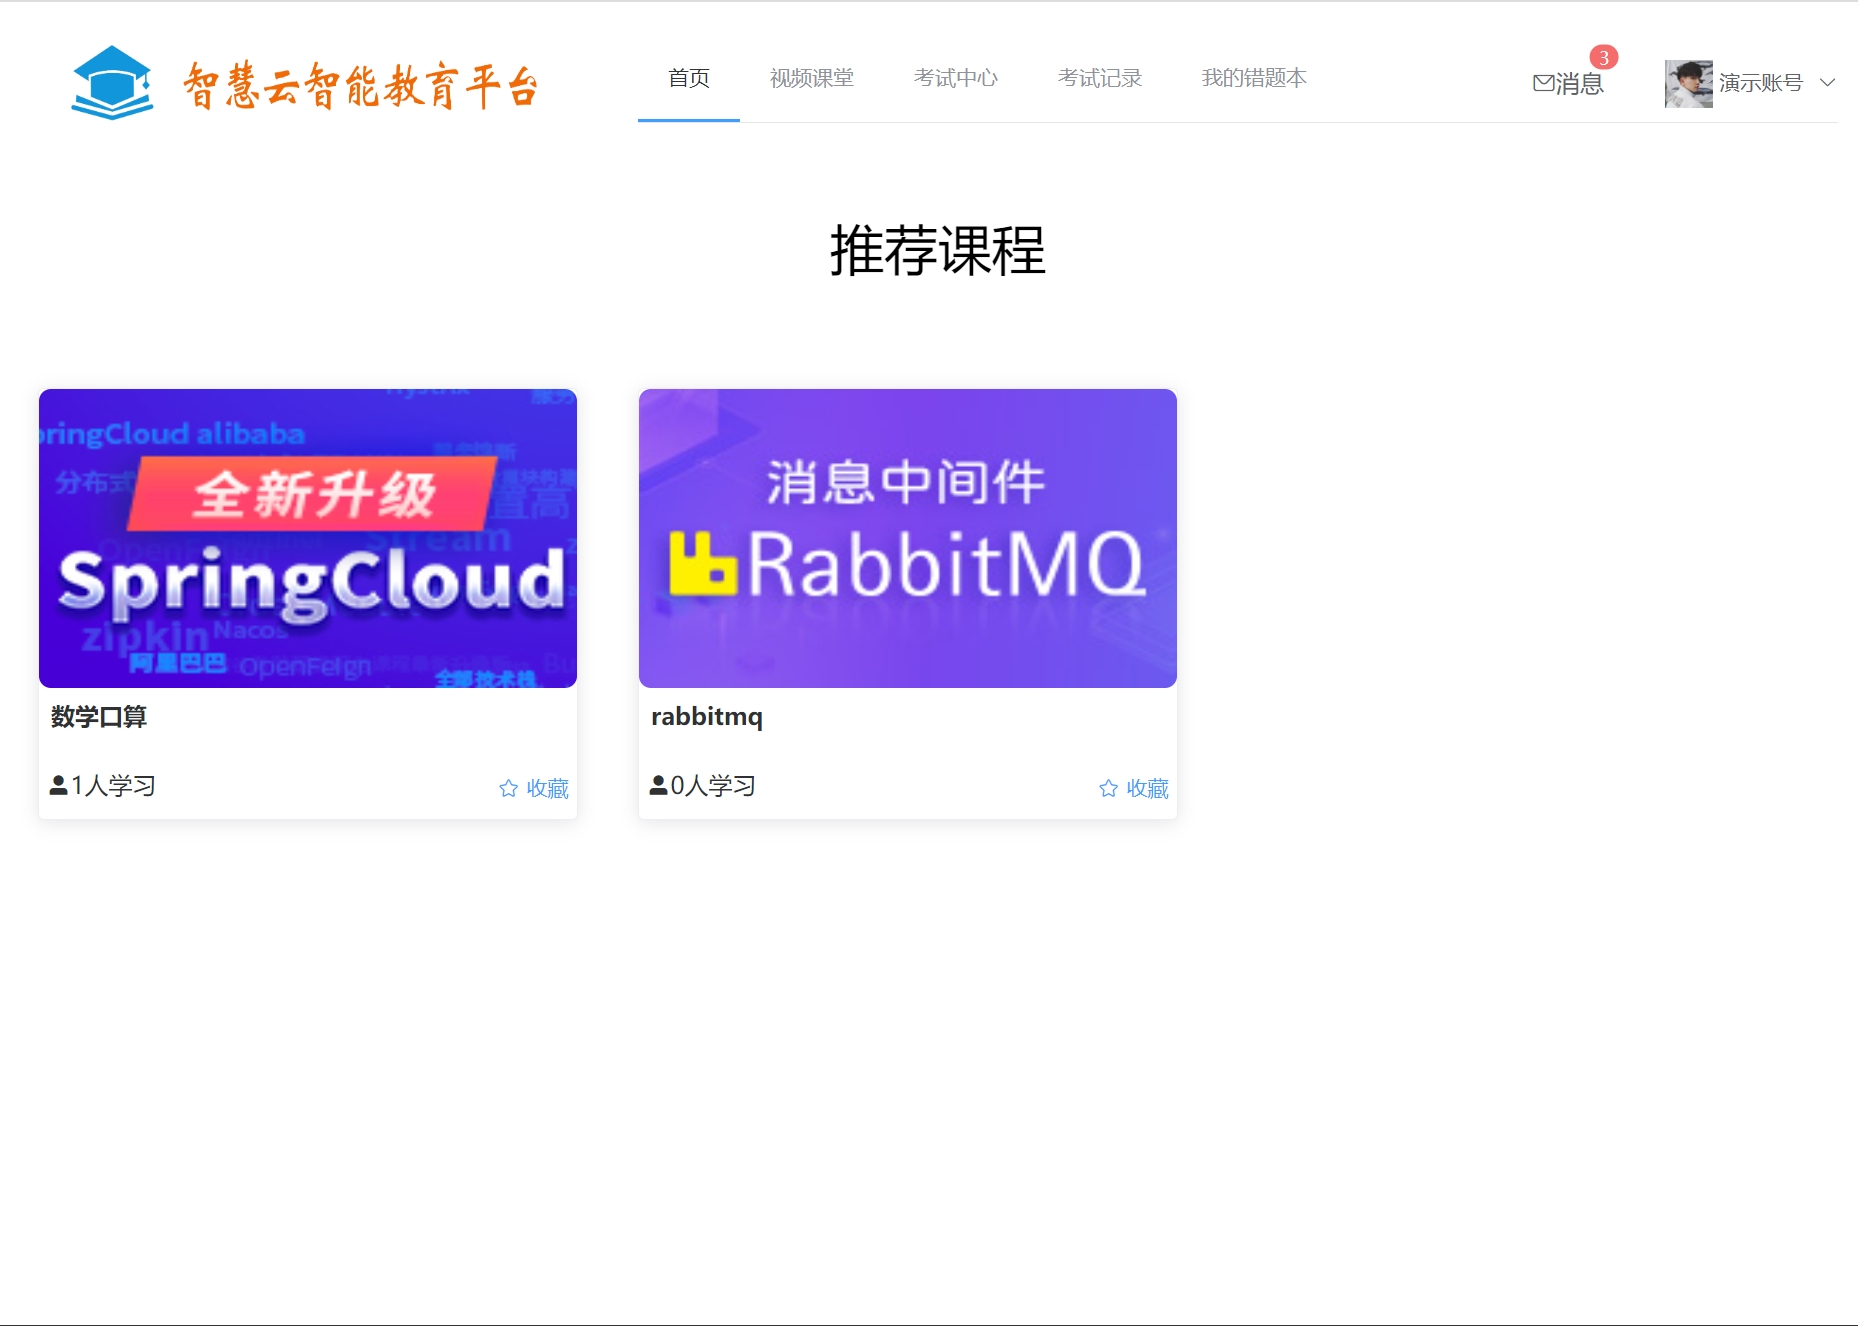 智慧云智能教育平台
首页 视频课堂 考试中心 考试记录 我的错题本
消息 3
演示账号
推荐课程
springCloud alibaba
分布式
置高
全新升级
Stream
SpringCloud
zipkin Nacos
阿里巴巴 OpenFeign
全部技术栈
数学口算
1人学习 收藏
消息中间件
RabbitMQ
rabbitmq
0人学习 收藏